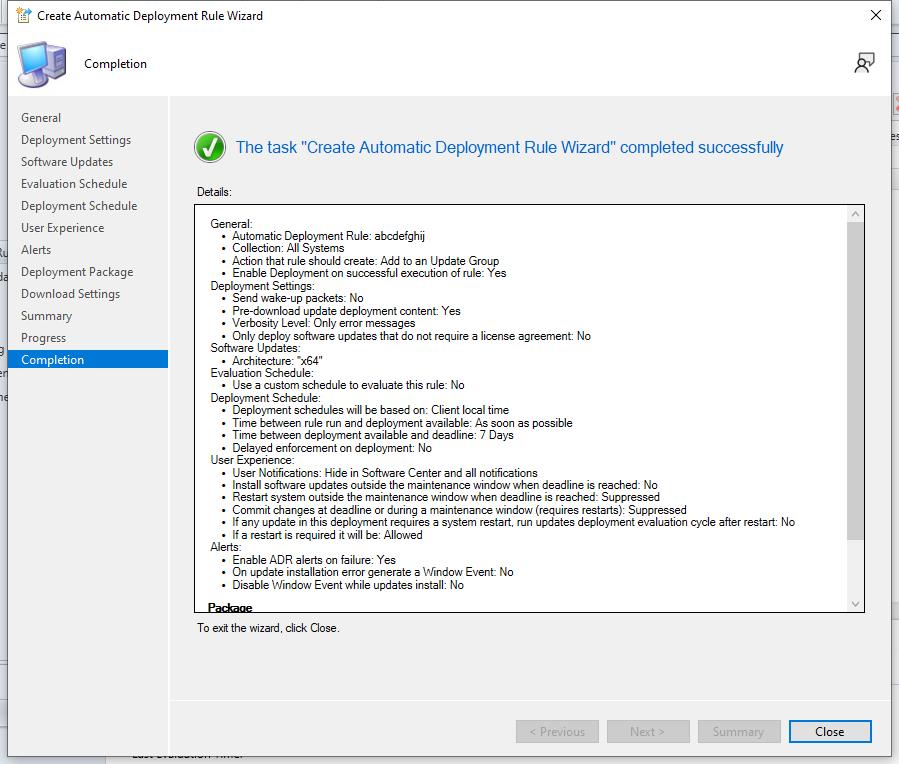 Create Automatic Deployment Rule Wizard
Completion
General
Deployment Settings
Software Updates
Evaluation Schedule
Deployment Schedule
User Experience
Alerts
Deployment Package
Download Settings
Summary
Progress
Completion
The task "Create Automatic Deployment Rule Wizard" completed successfully
Details:
General:
• Automatic Deployment Rule: abcdefghij
• Collection: All Systems
• Action that rule should create: Add to an Update Group
• Enable Deployment on successful execution of rule: Yes
Deployment Settings:
• Send wake-up packets: No
• Pre-download update deployment content: Yes
• Verbosity Level: Only error messages
• Only deploy software updates that do not require a license agreement: No
Software Updates:
• Architecture: "x64"
Evaluation Schedule:
• Use a custom schedule to evaluate this rule: No
Deployment Schedule:
• Deployment schedules will be based on: Client local time
• Time between rule run and deployment available: As soon as possible
• Time between deployment available and deadline: 7 Days
• Delayed enforcement on deployment: No
User Experience:
• User Notifications: Hide in Software Center and all notifications
• Install software updates outside the maintenance window when deadline is reached: No
• Restart system outside the maintenance window when deadline is reached: Suppressed
• Commit changes at deadline or during a maintenance window (requires restarts): Suppressed
• If any update in this deployment requires a system restart, run updates deployment evaluation cycle after restart: No
• If a restart is required it will be: Allowed
Alerts:
• Enable ADR alerts on failure: Yes
• On update installation error generate a Window Event: No
• Disable Window Event while updates install: No
Package
To exit the wizard, click Close.
< Previous
Next >
Summary
Close